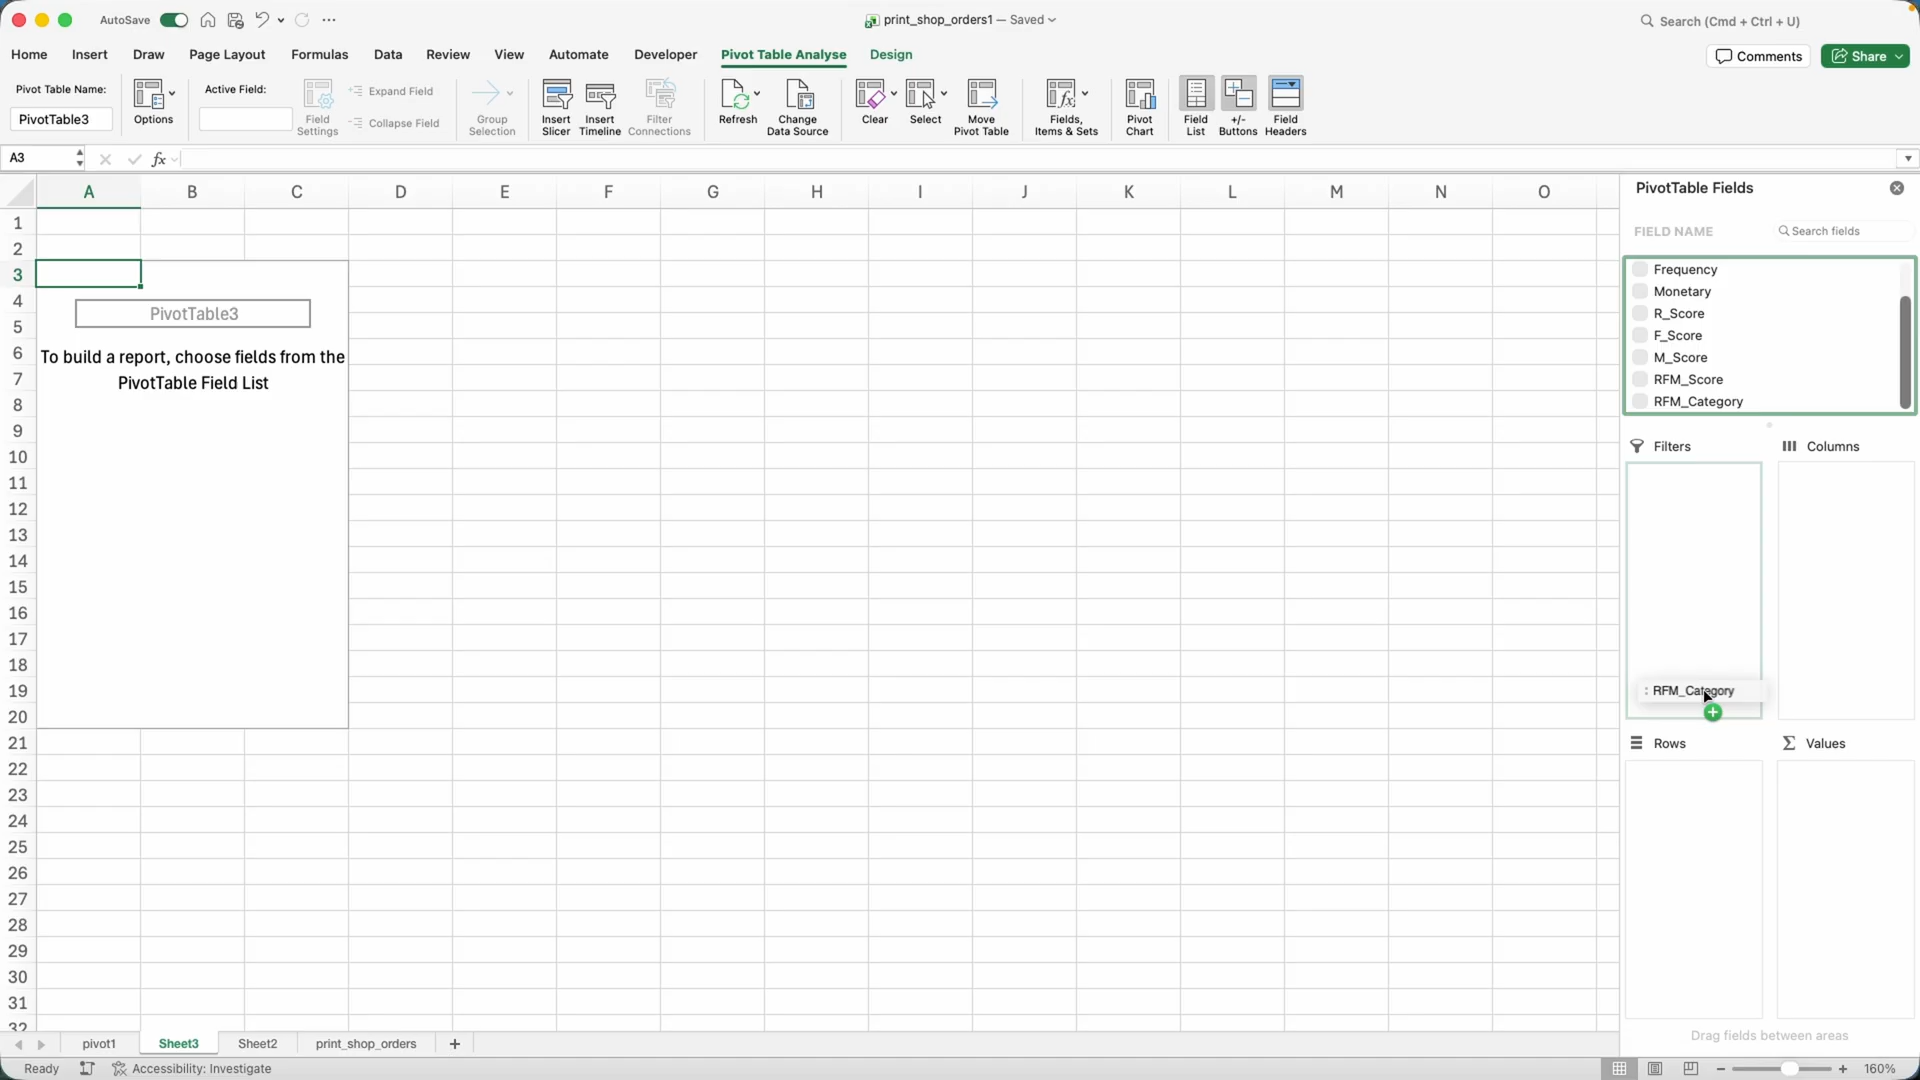 AutoSave
print_shop_orders1 — Saved
Search (Cmd + Ctrl + U)
Home Insert Draw Page Layout Formulas Data Review View Automate Developer Pivot Table Analyse Design
Comments Share
Pivot Table Name:
PivotTable3
Options
Active Field:
Field
Settings
Expand Field
Collapse Field
Group
Selection
Insert
Slicer
Insert
Timeline
Filter
Connections
Refresh
Change
Data Source
Clear
Select
Move
Pivot Table
Fields,
Items & Sets
Pivot
Chart
Field
List
+/-
Buttons
Field
Headers
A3
fx
A B C D E F G H I J K L M N O
1
2
3
4
5
6
7
8
9
10
11
12
13
14
15
16
17
18
19
20
21
22
23
24
25
26
27
28
29
30
31
32
PivotTable3
To build a report, choose fields from the
PivotTable Field List
PivotTable Fields
FIELD NAME
Search fields
Frequency
Monetary
R_Score
F_Score
M_Score
RFM_Score
RFM_Category
Filters
Columns
RFM_Category
Rows
Values
Drag fields between areas
pivot1 Sheet3 Sheet2 print_shop_orders +
Ready
Accessibility: Investigate
160%